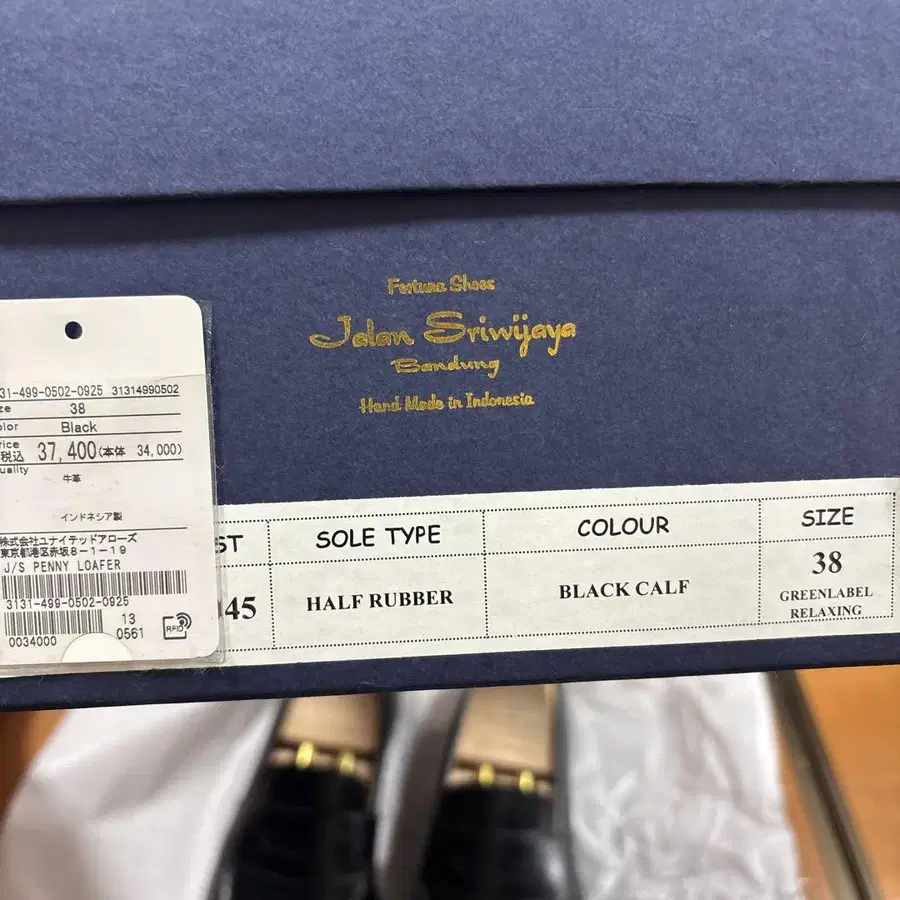 Fortuna Shoes
Jalan Sriwijaya
Bandung
Hand Made in Indonesia
31-499-0502-0925 31314990502
ze 38
olor Black
rice
税込 37,400(本体 34,000)
uality
牛革
インドネシア製
株式会社ユナイテッドアローズ
東京都港区赤坂8-1-19
J/S PENNY LOAFER
3131-499-0502-0925
13
0034000 0561
RFID
ST SOLE TYPE COLOUR SIZE
45 HALF RUBBER BLACK CALF 38
GREENLABEL
RELAXING